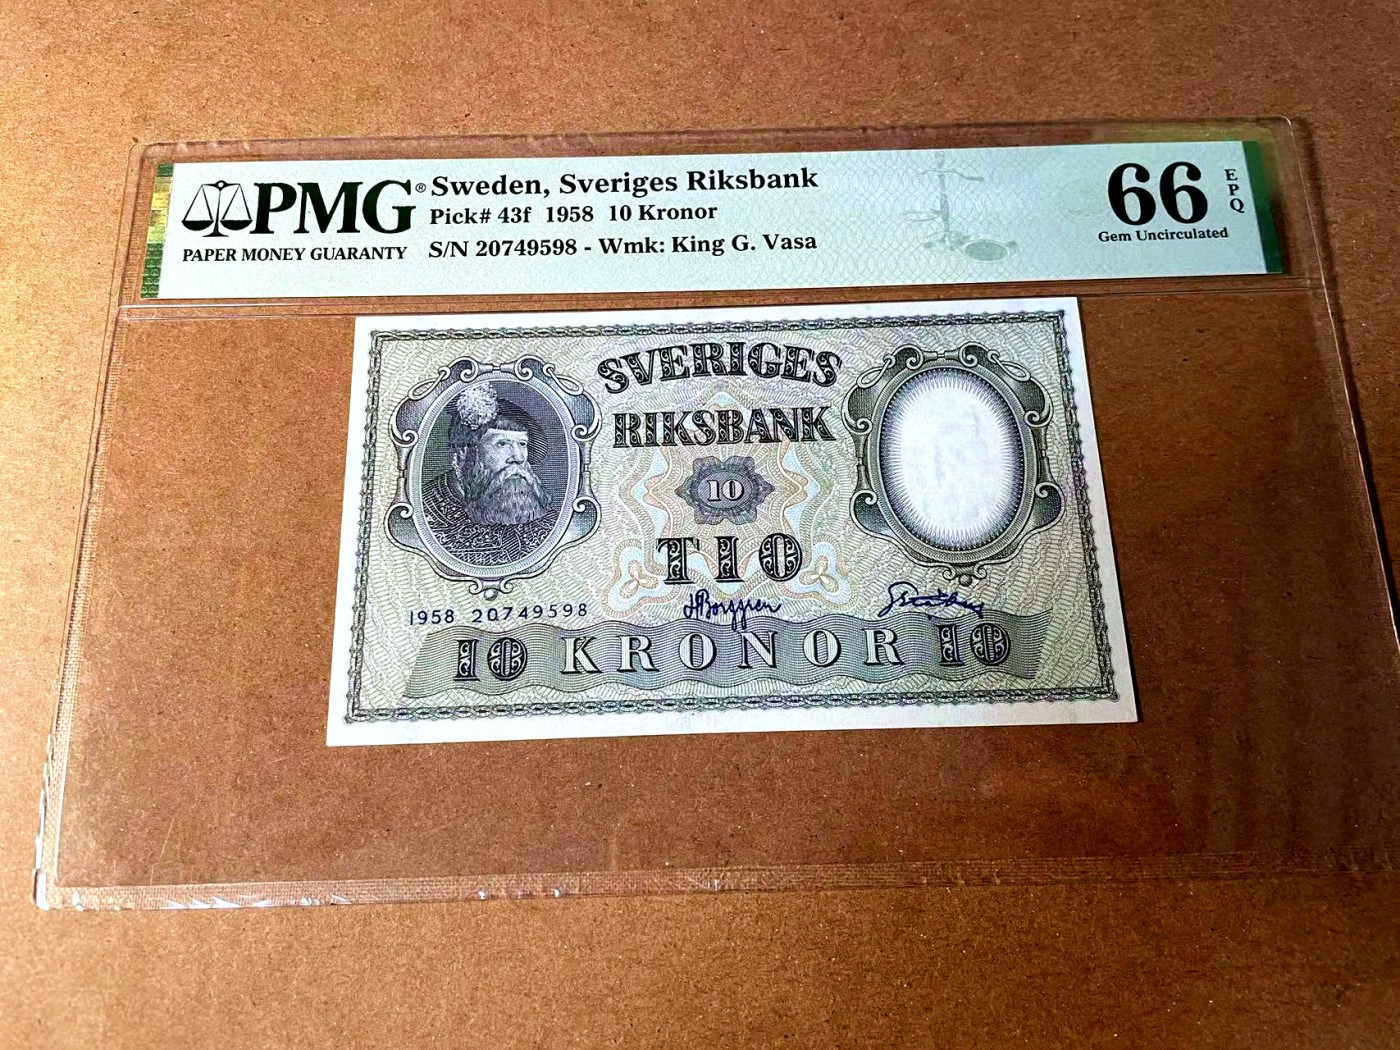 PMG®
PAPER MONEY GUARANTY
Sweden, Sveriges Riksbank
Pick# 43f 1958 10 Kronor
S/N 20749598 - Wmk: King G. Vasa
66 EPQ
Gem Uncirculated
SVERIGES
RIKSBANK
10
TIO
1958 20749598
10 KRONOR 10